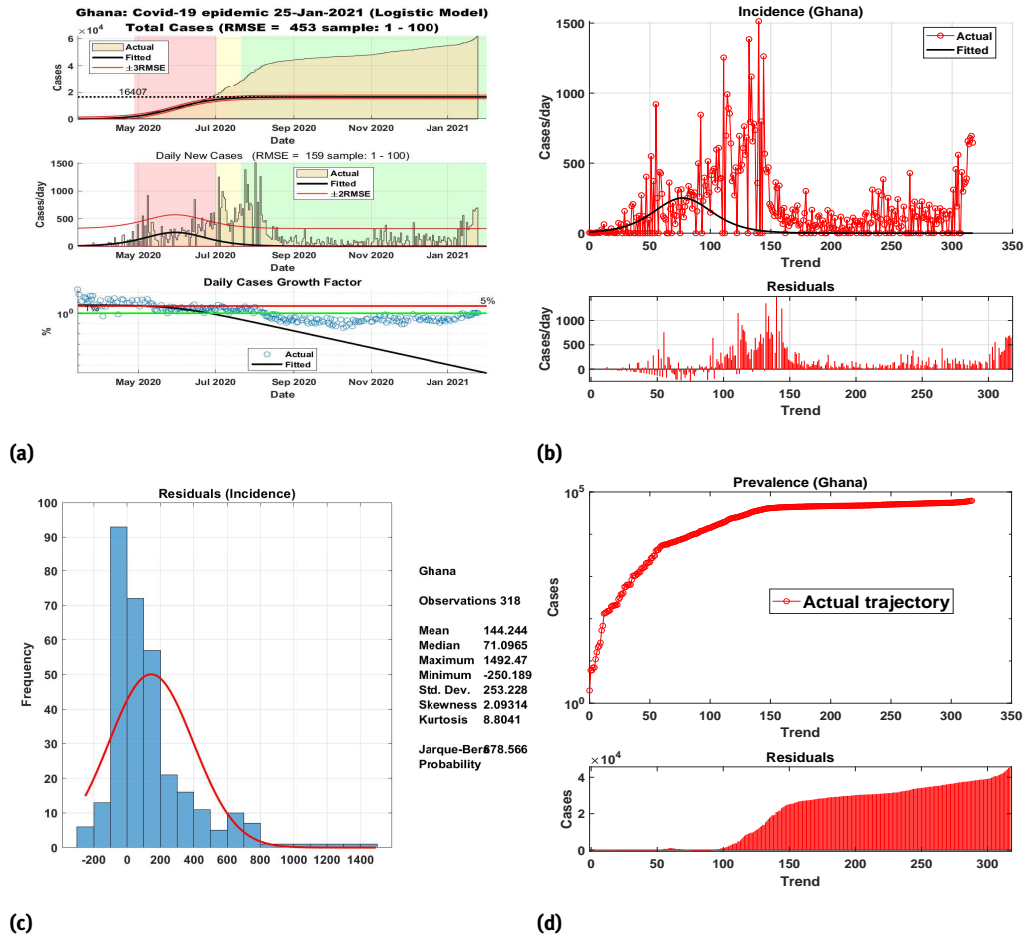 Ghana: Covid-19 epidemic 25-Jan-2021 (Logistic Model)
Total Cases (RMSE = 453 sample: 1 - 100)
×10⁴
6
4
2
0
Cases
Actual
Fitted
±3RMSE
16407
May 2020
Jul 2020
Sep 2020
Nov 2020
Jan 2021
Date
Daily New Cases (RMSE = 159 sample: 1 - 100)
1500
1000
500
0
Cases/day
Actual
Fitted
±2RMSE
May 2020
Jul 2020
Sep 2020
Nov 2020
Jan 2021
Date
Daily Cases Growth Factor
10⁰
%
1%
5%
Actual
Fitted
May 2020
Jul 2020
Sep 2020
Nov 2020
Jan 2021
Date
(a)
Incidence (Ghana)
1500
1000
500
0
Cases/day
Actual
Fitted
0
50
100
150
200
250
300
350
Trend
Residuals
1000
500
0
Cases/day
0
50
100
150
200
250
300
Trend
(b)
Residuals (Incidence)
100
90
80
70
60
50
40
30
20
10
0
Frequency
-200
0
200
400
600
800
1000
1200
1400
Ghana
Observations 318
Mean 144.244
Median 71.0965
Maximum 1492.47
Minimum -250.189
Std. Dev. 253.228
Skewness 2.09314
Kurtosis 8.8041
Jarque-Bera 678.566
Probability
(c)
Prevalence (Ghana)
10⁵
10⁰
Cases
Actual trajectory
0
50
100
150
200
250
300
350
Trend
Residuals
×10⁴
4
2
0
Cases
0
50
100
150
200
250
300
Trend
(d)